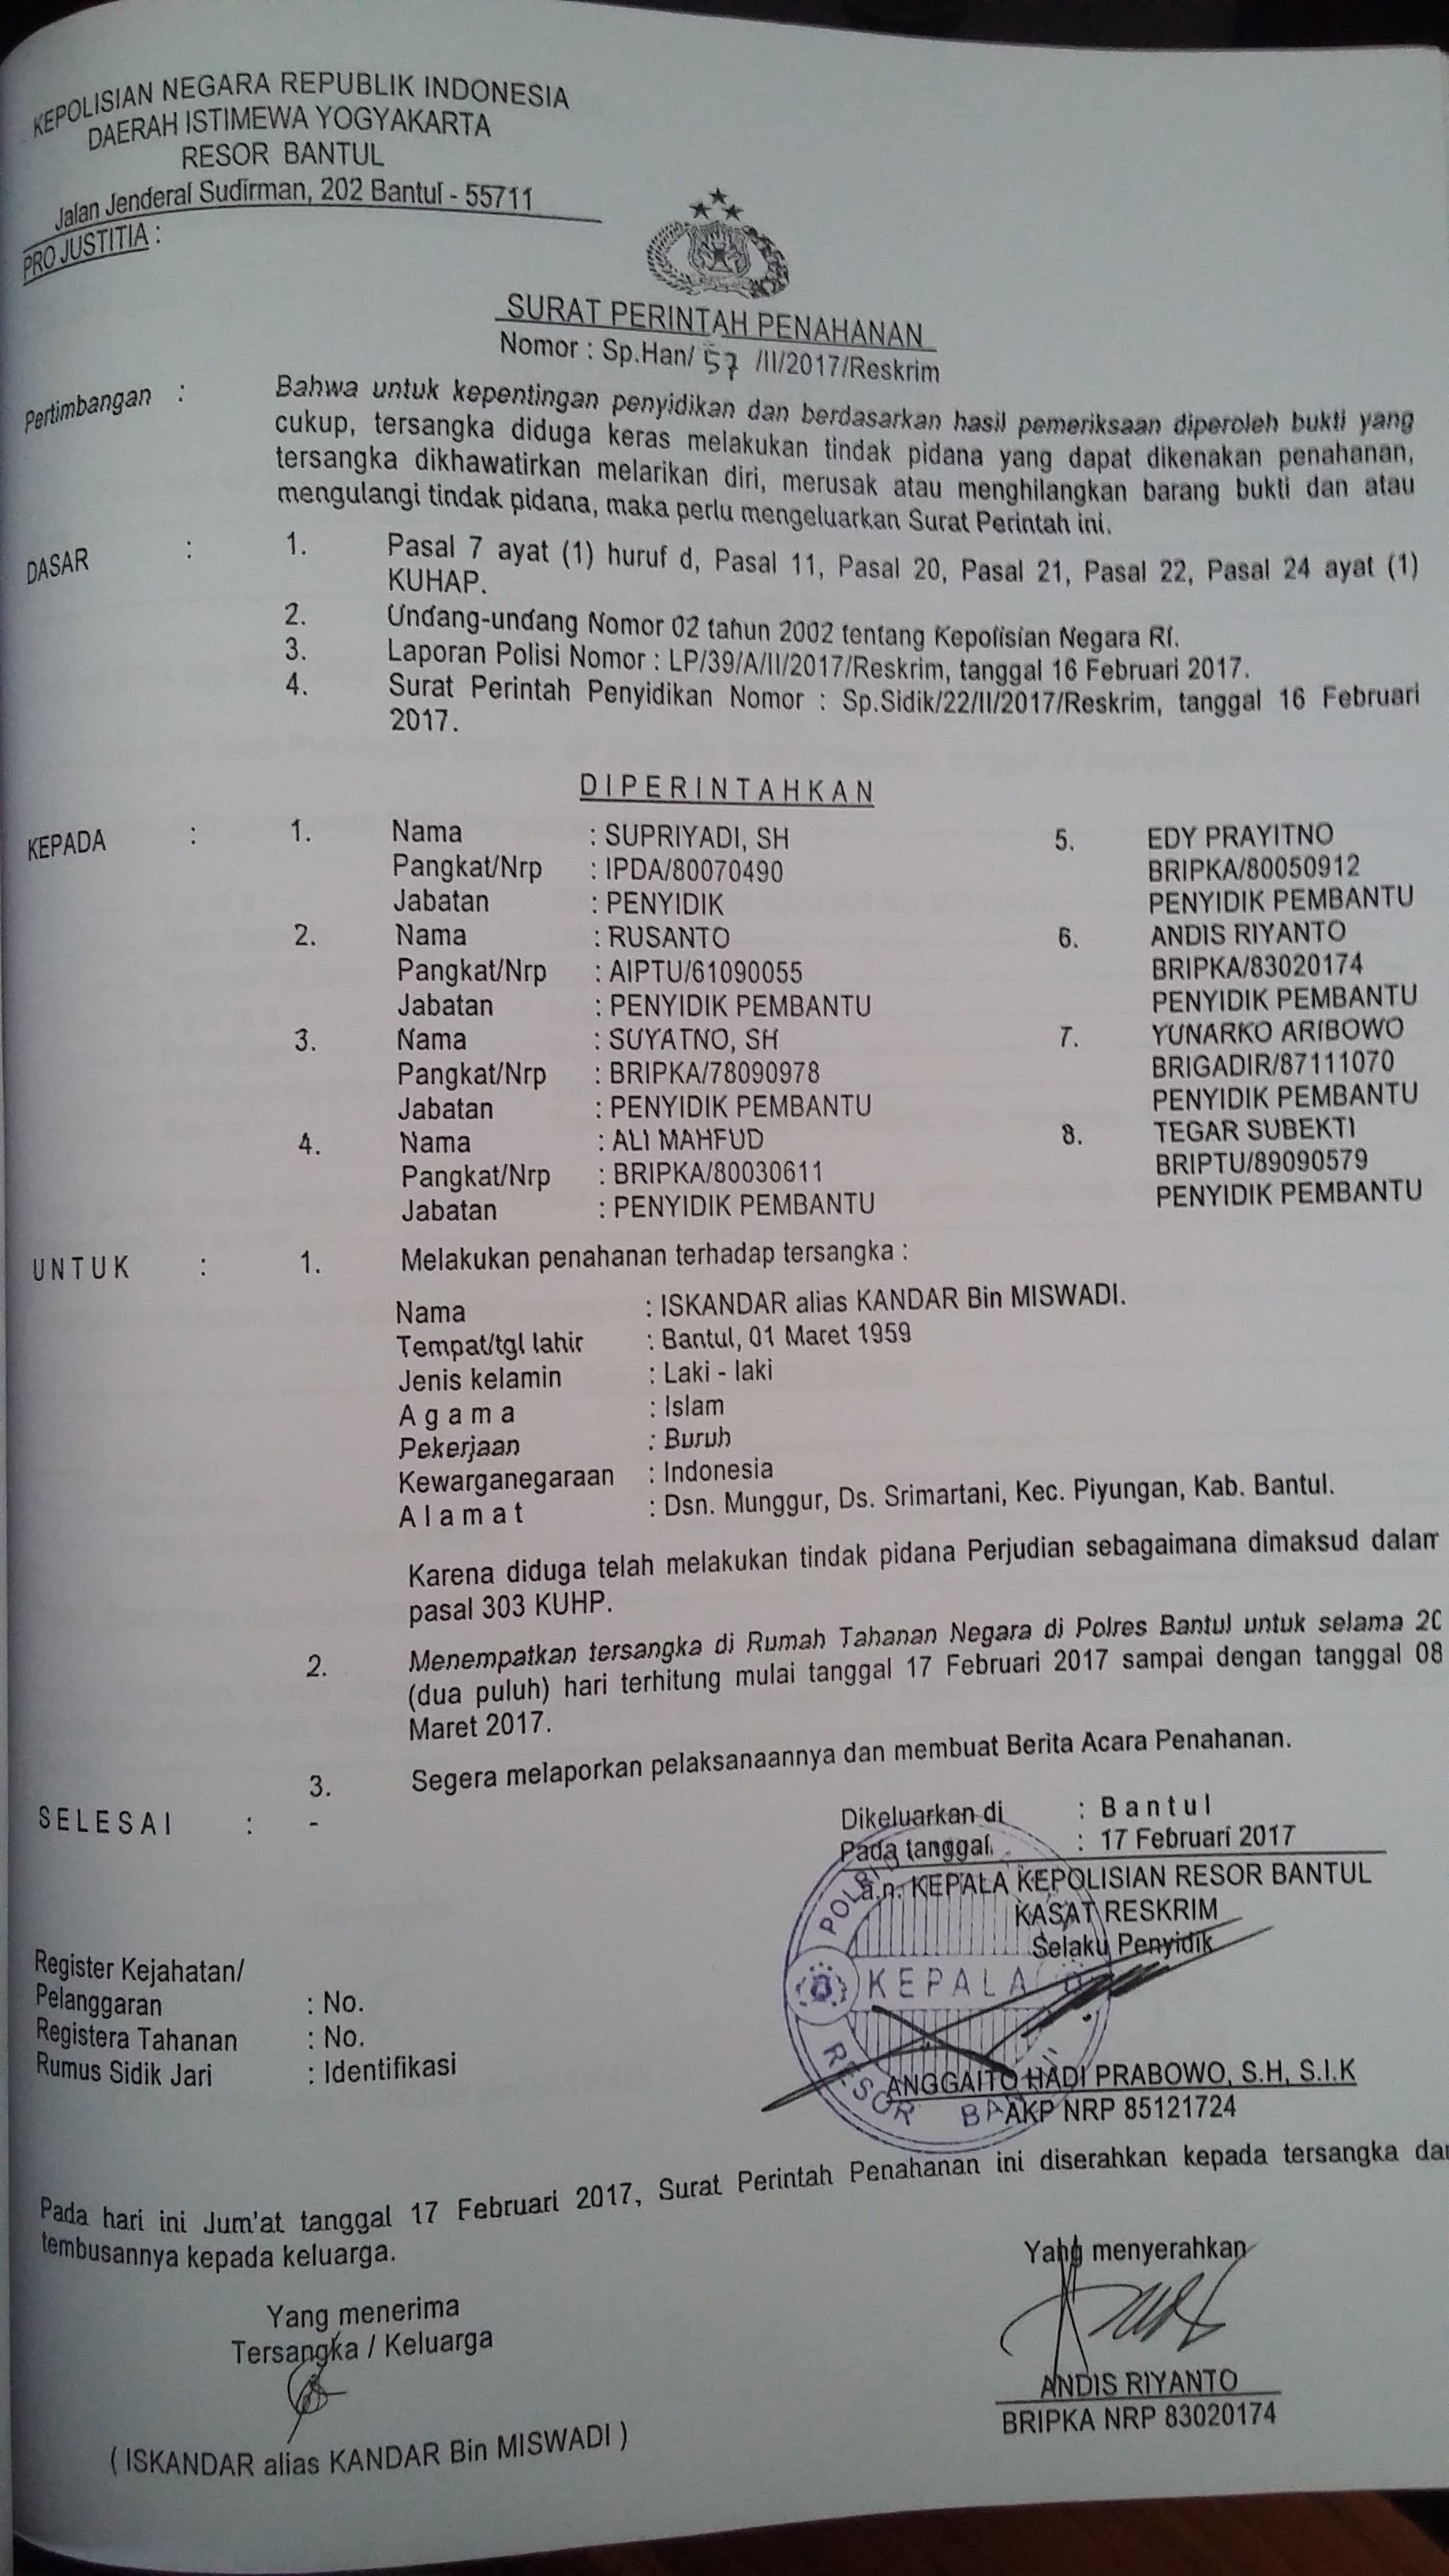 KEPOLISIAN NEGARA REPUBLIK INDONESIA
DAERAH ISTIMEWA YOGYAKARTA
RESOR BANTUL
Jalan Jenderal Sudirman, 202 Bantul - 55711
PRO JUSTITIA :
SURAT PERINTAH PENAHANAN
Nomor : Sp.Han/ 57 /II/2017/Reskrim
Pertimbangan : Bahwa untuk kepentingan penyidikan dan berdasarkan hasil pemeriksaan diperoleh bukti yang
cukup, tersangka diduga keras melakukan tindak pidana yang dapat dikenakan penahanan,
tersangka dikhawatirkan melarikan diri, merusak atau menghilangkan barang bukti dan atau
mengulangi tindak pidana, maka perlu mengeluarkan Surat Perintah ini.
DASAR : 1. Pasal 7 ayat (1) huruf d, Pasal 11, Pasal 20, Pasal 21, Pasal 22, Pasal 24 ayat (1)
KUHAP.
2. Undang-undang Nomor 02 tahun 2002 tentang Kepolisian Negara RI.
3. Laporan Polisi Nomor : LP/39/A/II/2017/Reskrim, tanggal 16 Februari 2017.
4. Surat Perintah Penyidikan Nomor : Sp.Sidik/22/II/2017/Reskrim, tanggal 16 Februari
2017.
DIPERINTAHKAN
KEPADA : 1. Nama : SUPRIYADI, SH 5. EDY PRAYITNO
Pangkat/Nrp : IPDA/80070490 BRIPKA/80050912
Jabatan : PENYIDIK PENYIDIK PEMBANTU
2. Nama : RUSANTO 6. ANDIS RIYANTO
Pangkat/Nrp : AIPTU/61090055 BRIPKA/83020174
Jabatan : PENYIDIK PEMBANTU PENYIDIK PEMBANTU
3. Nama : SUYATNO, SH 7. YUNARKO ARIBOWO
Pangkat/Nrp : BRIPKA/78090978 BRIGADIR/87111070
Jabatan : PENYIDIK PEMBANTU PENYIDIK PEMBANTU
4. Nama : ALI MAHFUD 8. TEGAR SUBEKTI
Pangkat/Nrp : BRIPKA/80030611 BRIPTU/89090579
Jabatan : PENYIDIK PEMBANTU PENYIDIK PEMBANTU
UNTUK : 1. Melakukan penahanan terhadap tersangka :
Nama : ISKANDAR alias KANDAR Bin MISWADI.
Tempat/tgl lahir : Bantul, 01 Maret 1959
Jenis kelamin : Laki - laki
Agama : Islam
Pekerjaan : Buruh
Kewarganegaraan : Indonesia
Alamat : Dsn. Munggur, Ds. Srimartani, Kec. Piyungan, Kab. Bantul.
Karena diduga telah melakukan tindak pidana Perjudian sebagaimana dimaksud dalam
pasal 303 KUHP.
2. Menempatkan tersangka di Rumah Tahanan Negara di Polres Bantul untuk selama 20
(dua puluh) hari terhitung mulai tanggal 17 Februari 2017 sampai dengan tanggal 08
Maret 2017.
3. Segera melaporkan pelaksanaannya dan membuat Berita Acara Penahanan.
SELESAI : -
Dikeluarkan di : Bantul
Pada tanggal : 17 Februari 2017
a.n. KEPALA KEPOLISIAN RESOR BANTUL
KASAT RESKRIM
Selaku Penyidik
KEPALA
RESOR
Register Kejahatan/
Pelanggaran : No.
Registera Tahanan : No.
Rumus Sidik Jari : Identifikasi
ANGGAITO HADI PRABOWO, S.H, S.I.K
AKP NRP 85121724
Pada hari ini Jum'at tanggal 17 Februari 2017, Surat Perintah Penahanan ini diserahkan kepada tersangka dan
tembusannya kepada keluarga.
Yang menerima
Tersangka / Keluarga
( ISKANDAR alias KANDAR Bin MISWADI )
Yang menyerahkan
ANDIS RIYANTO
BRIPKA NRP 83020174